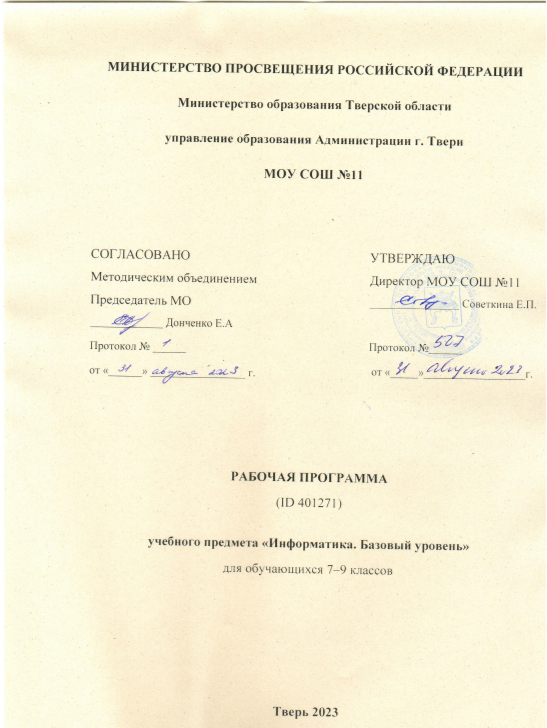 МИНИСТЕРСТВО ПРОСВЕЩЕНИЯ РОССИЙСКОЙ ФЕДЕРАЦИИ
Министерство образования Тверской области
управление образования Администрации г. Твери
МОУ СОШ №11
СОГЛАСОВАНО
Методическим объединением
Председатель МО
Донченко Е.А
Протокол № 1
от «31» августа 2023 г.
УТВЕРЖДАЮ
Директор МОУ СОШ №11
Советкина Е.П.
Протокол № 527
от «31» августа 2023 г.
РАБОЧАЯ ПРОГРАММА
(ID 401271)
учебного предмета «Информатика. Базовый уровень»
для обучающихся 7–9 классов
Тверь 2023